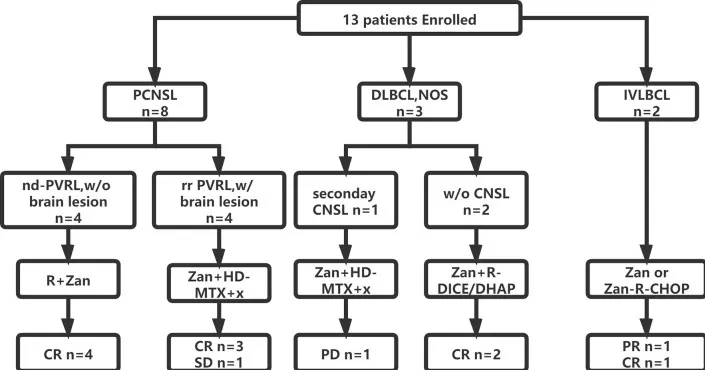 13 patients Enrolled
PCNSL
n=8
DLBCL,NOS
n=3
IVLBCL
n=2
nd-PVRL,w/o
brain lesion
n=4
rr PVRL,w/
brain lesion
n=4
seconday
CNSL n=1
w/o CNSL
n=2
R+Zan
Zan+HD-
MTX+x
Zan+HD-
MTX+x
Zan+R-
DICE/DHAP
Zan or
Zan-R-CHOP
CR n=4
CR n=3
SD n=1
PD n=1
CR n=2
PR n=1
CR n=1